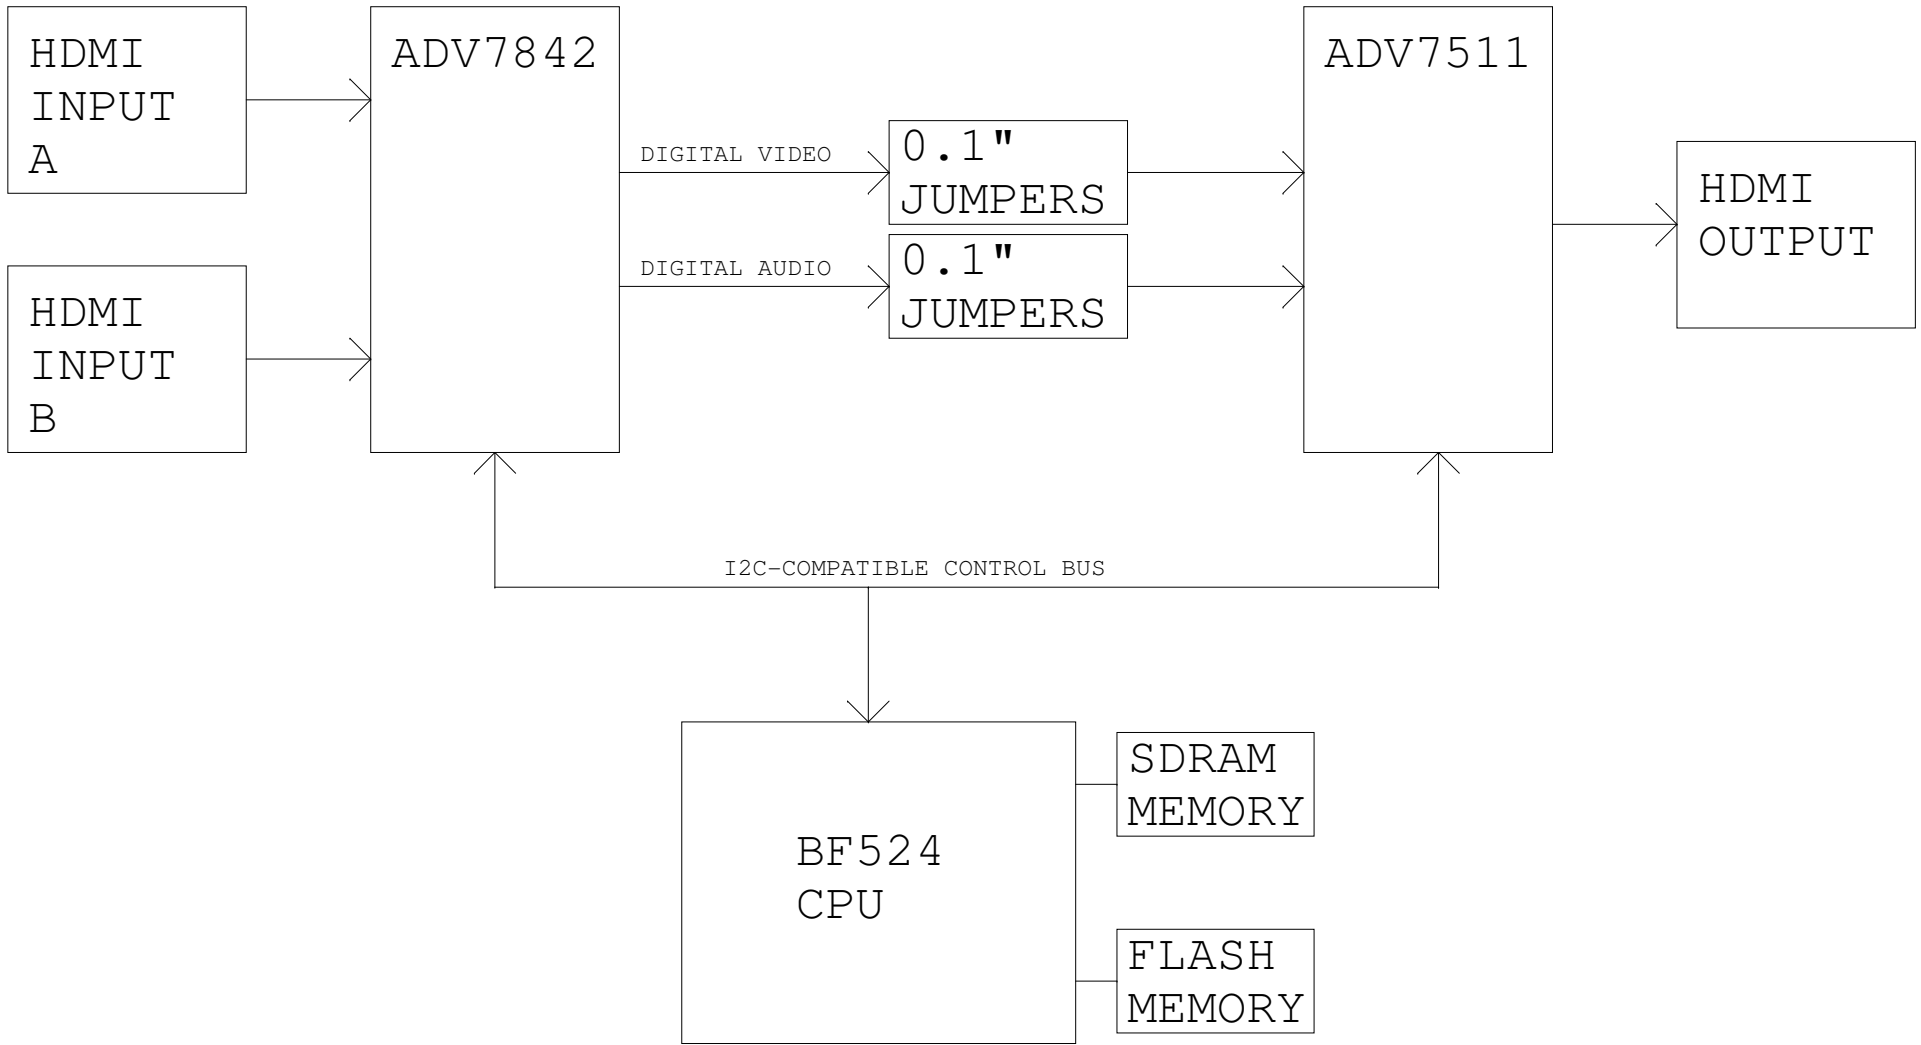 HDMI
INPUT
A
ADV7842
ADV7511
DIGITAL VIDEO
0.1"
JUMPERS
HDMI
OUTPUT
DIGITAL AUDIO
0.1"
JUMPERS
HDMI
INPUT
B
I2C-COMPATIBLE CONTROL BUS
SDRAM
MEMORY
BF524
CPU
FLASH
MEMORY